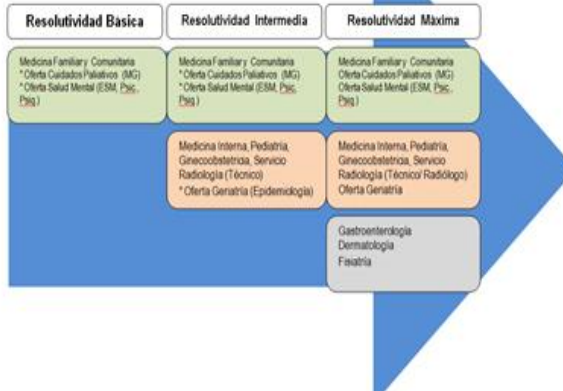 Resolutividad Básica
Medicina Familiar y Comunitaria
* Oferta Cuidados Paliativos (MG)
* Oferta Salud Mental (ESM, Psic,
Psiq.)
Resolutividad Intermedia
Medicina Familiar y Comunitaria
* Oferta Cuidados Paliativos (MG)
* Oferta Salud Mental (ESM, Psic,
Psiq.)
Medicina Interna, Pediatría,
Ginecoobstetricia, Servicio
Radiología (Técnico)
* Oferta Geriatría (Epidemiología)
Resolutividad Máxima
Medicina Familiar y Comunitaria
Oferta Cuidados Paliativos (MG)
Oferta Salud Mental (ESM, Psic,
Psiq.)
Medicina Interna, Pediatría,
Ginecoobstetricia, Servicio
Radiología (Técnico/ Radiólogo)
Oferta Geriatría
Gastroenterología
Dermatología
Fisiatría